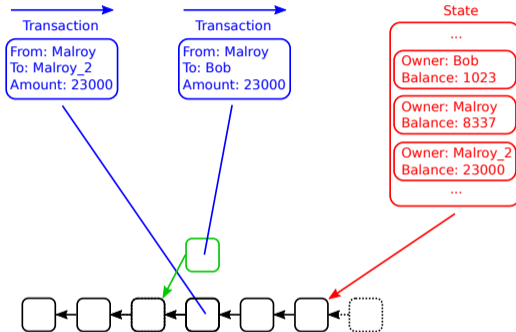 Transaction
From: Malroy
To: Malroy_2
Amount: 23000
Transaction
From: Malroy
To: Bob
Amount: 23000
State
...
Owner: Bob
Balance: 1023
Owner: Malroy
Balance: 8337
Owner: Malroy_2
Balance: 23000
...